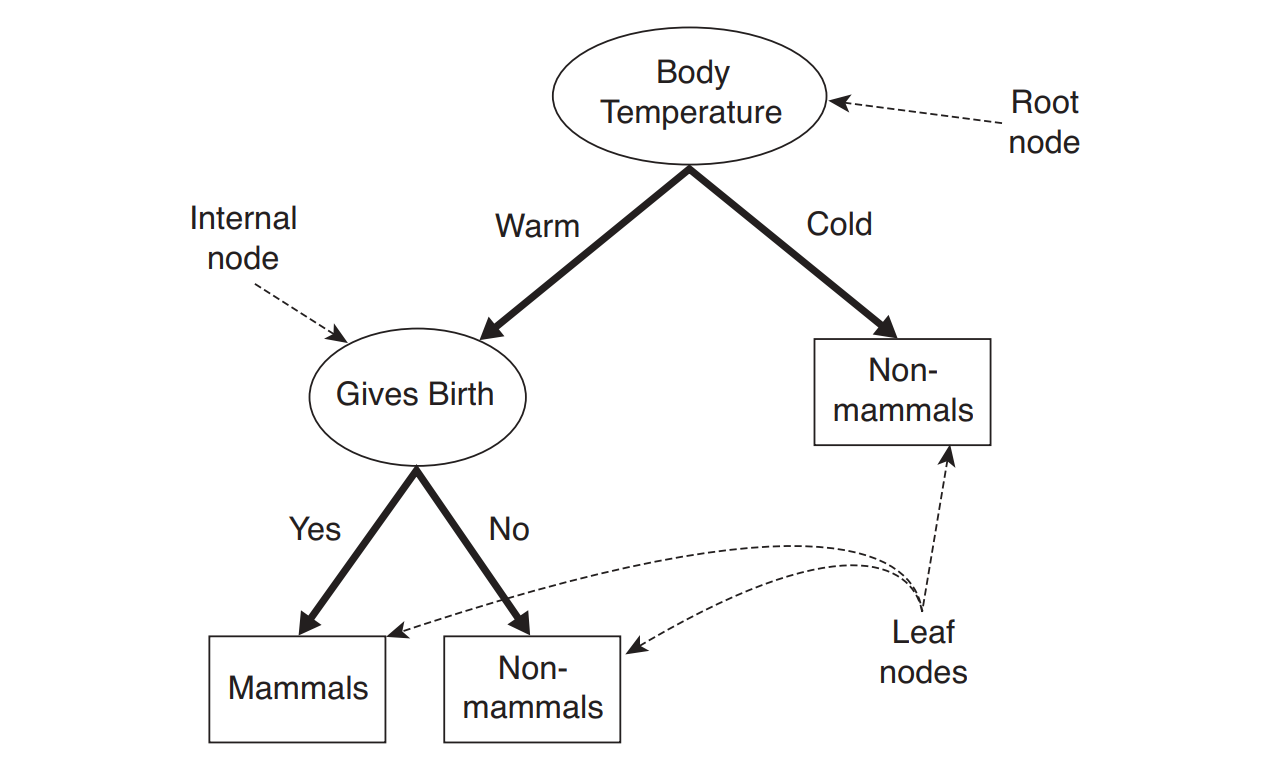 Body
Temperature
Root
node
Warm
Cold
Internal
node
Gives Birth
Non-
mammals
Yes
No
Mammals
Non-
mammals
Leaf
nodes